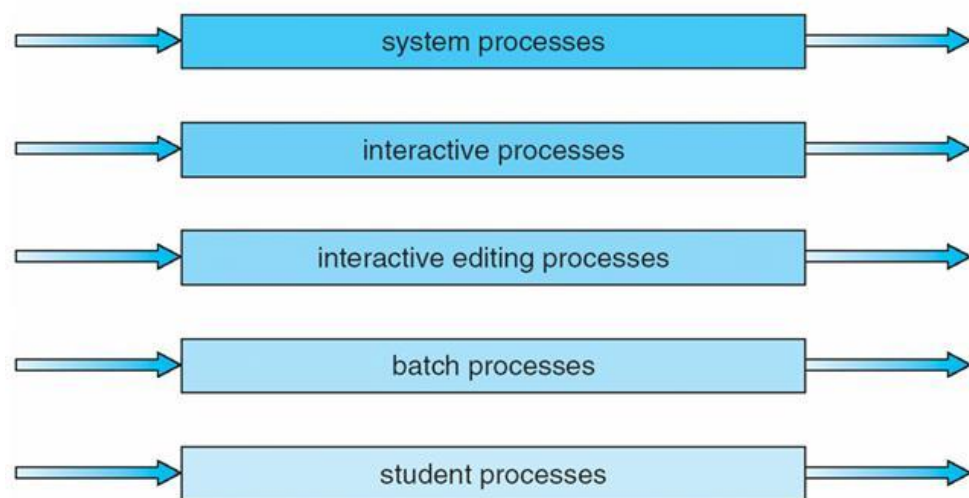 system processes
interactive processes
interactive editing processes
batch processes
student processes